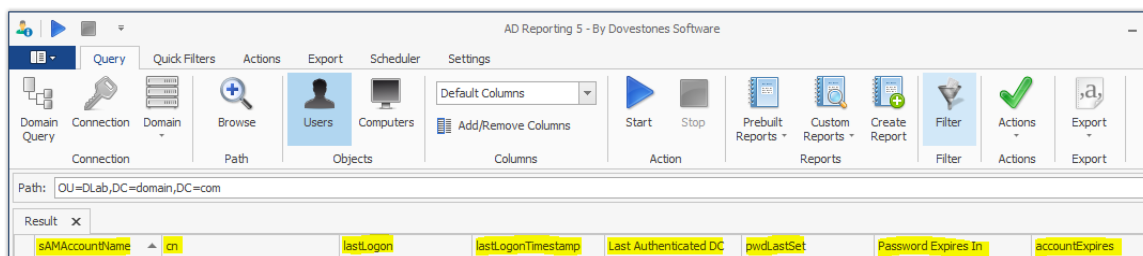 AD Reporting 5 - By Dovestones Software
Query Quick Filters Actions Export Scheduler Settings
Default Columns
Add/Remove Columns
Domain Query Connection Domain Browse Users Computers Start Stop Prebuilt Reports Custom Reports Create Report Filter Actions ,a, Export
Connection Path Objects Columns Action Reports Filter Actions Export
Path: OU=DLab,DC=domain,DC=com
Result
sAMAccountName cn lastLogon lastLogonTimestamp Last Authenticated DC pwdLastSet Password Expires In accountExpires